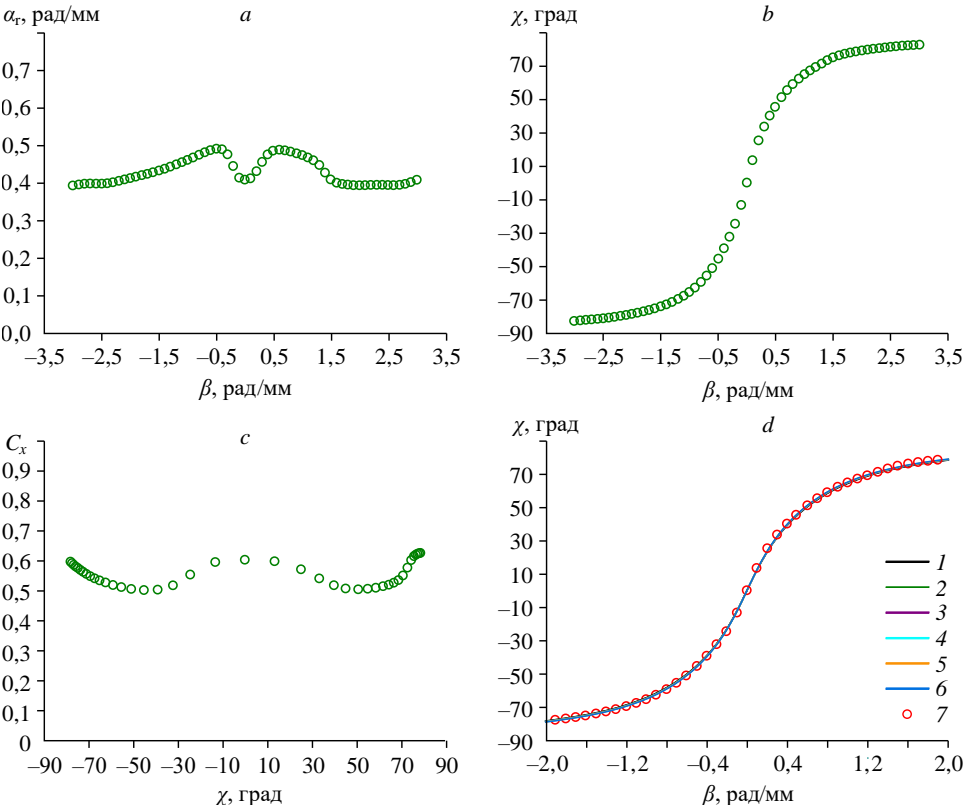 αг, рад/мм
a
0,7
0,6
0,5
0,4
0,3
0,2
0,1
0,0
–3,5 –2,5 –1,5 –0,5 0,5 1,5 2,5 3,5
β, рад/мм
χ, град
b
70
50
30
10
–10
–30
–50
–70
–90
–3,5 –2,5 –1,5 –0,5 0,5 1,5 2,5 3,5
β, рад/мм
Cx
c
0,9
0,8
0,7
0,6
0,5
0,4
0,3
0,2
0,1
0
–90 –70 –50 –30 –10 10 30 50 70 90
χ, град
χ, град
d
70
50
30
10
–10
–30
–50
–70
–90
1
2
3
4
5
6
7
–2,0 –1,2 –0,4 0,4 1,2 2,0
β, рад/мм